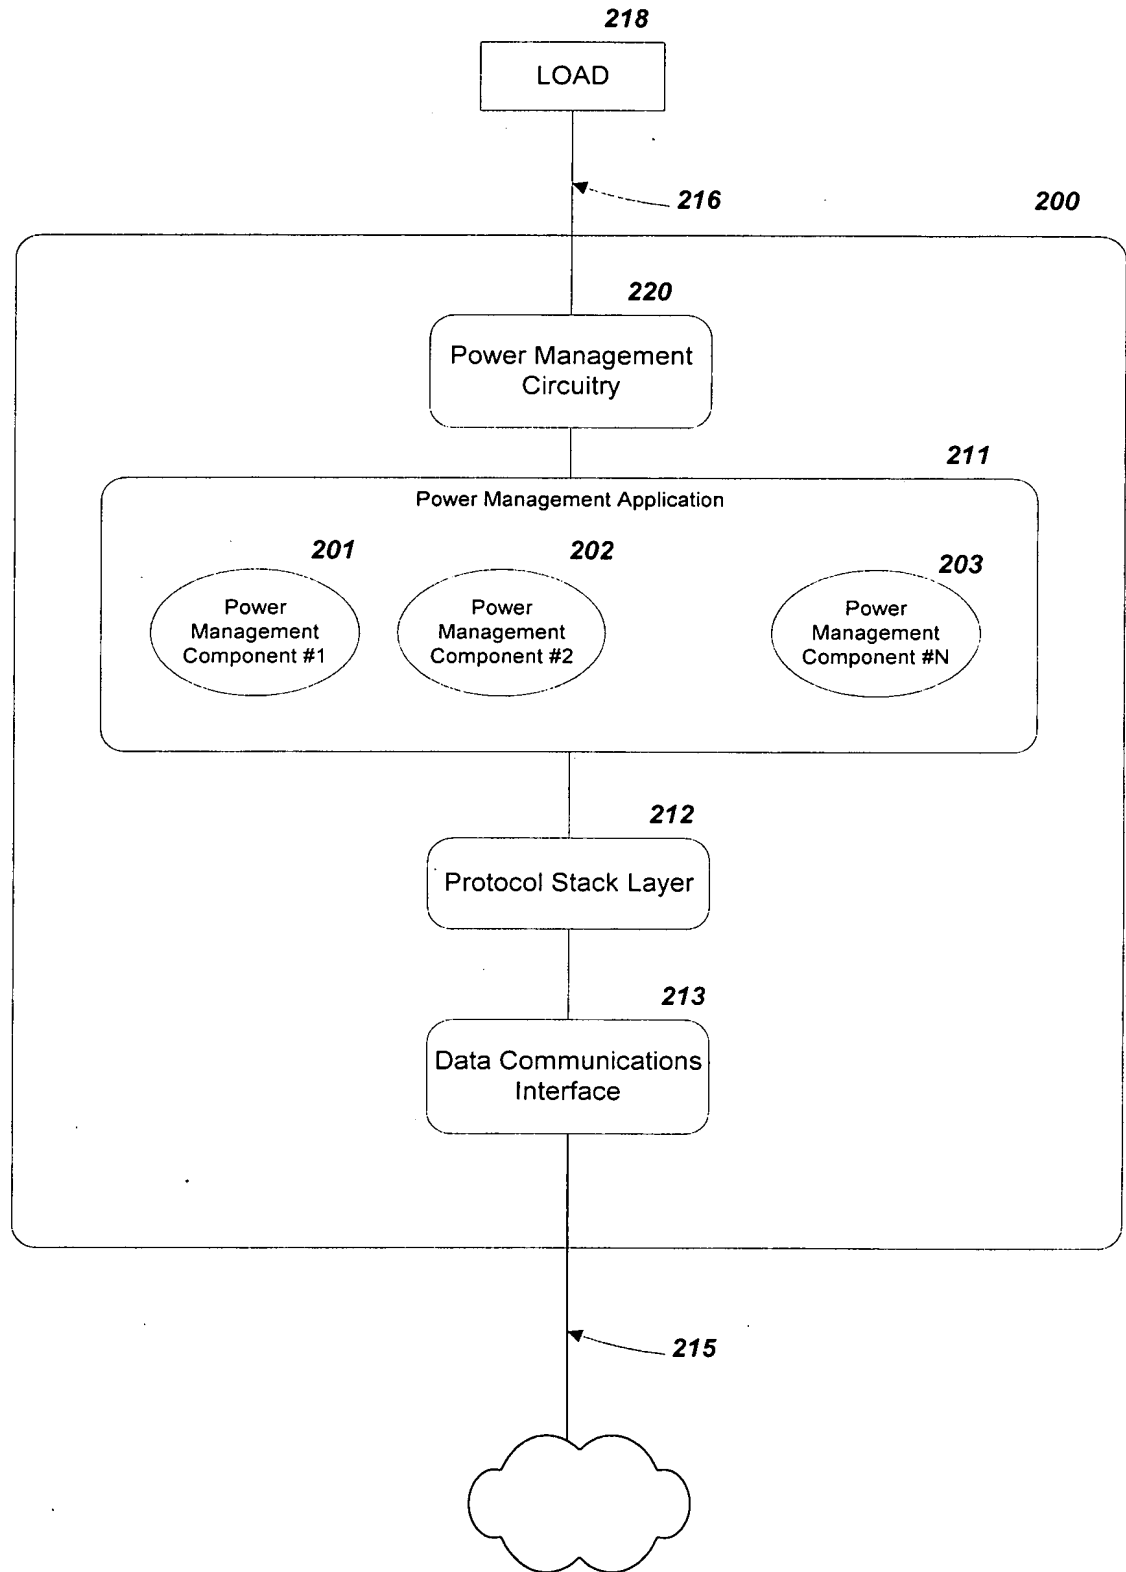 218
LOAD
216
200
220
Power Management
Circuitry
211
Power Management Application
201
202
203
Power
Management
Component #1
Power
Management
Component #2
Power
Management
Component #N
212
Protocol Stack Layer
213
Data Communications
Interface
215